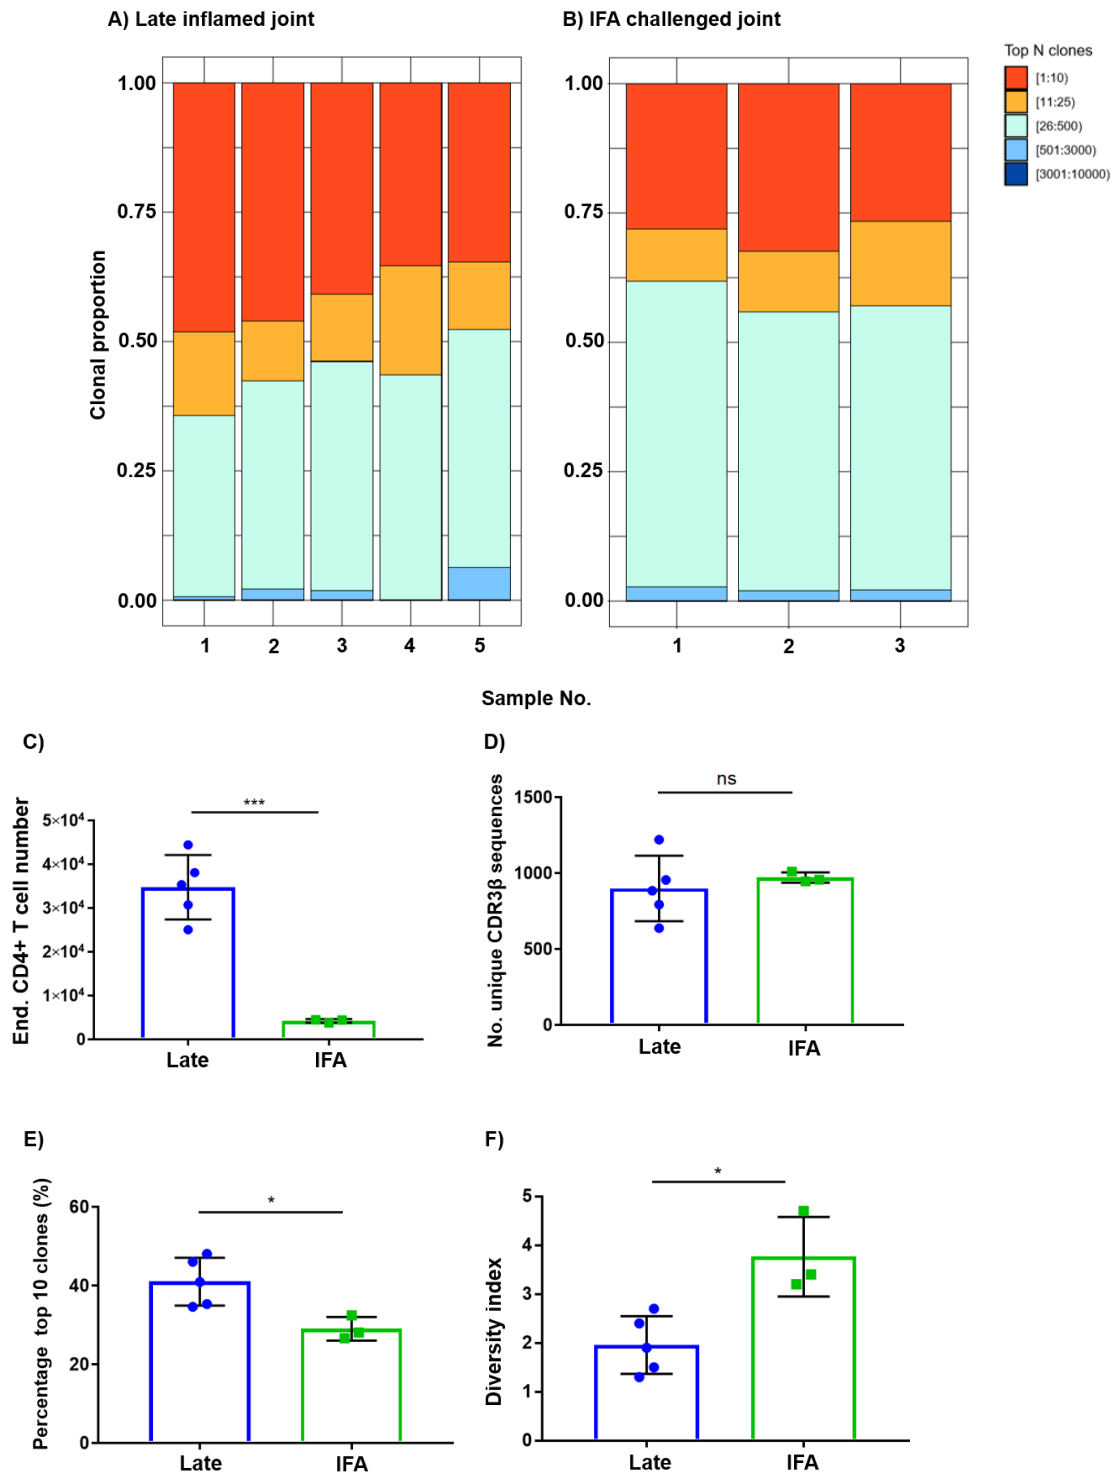 A) Late inflamed joint
B) IFA challenged joint
Top N clones
[1:10)
[11:25)
[26:500)
[501:3000)
[3001:10000)
Clonal proportion
1.00
0.75
0.50
0.25
0.00
1 2 3 4 5
1.00
0.75
0.50
0.25
0.00
1 2 3
Sample No.
C)
End. CD4+ T cell number
5×10⁴
4×10⁴
3×10⁴
2×10⁴
1×10⁴
0
***
Late IFA
D)
No. unique CDR3β sequences
1500
1000
500
0
ns
Late IFA
E)
Percentage top 10 clones (%)
60
40
20
0
*
Late IFA
F)
Diversity index
5
4
3
2
1
0
*
Late IFA